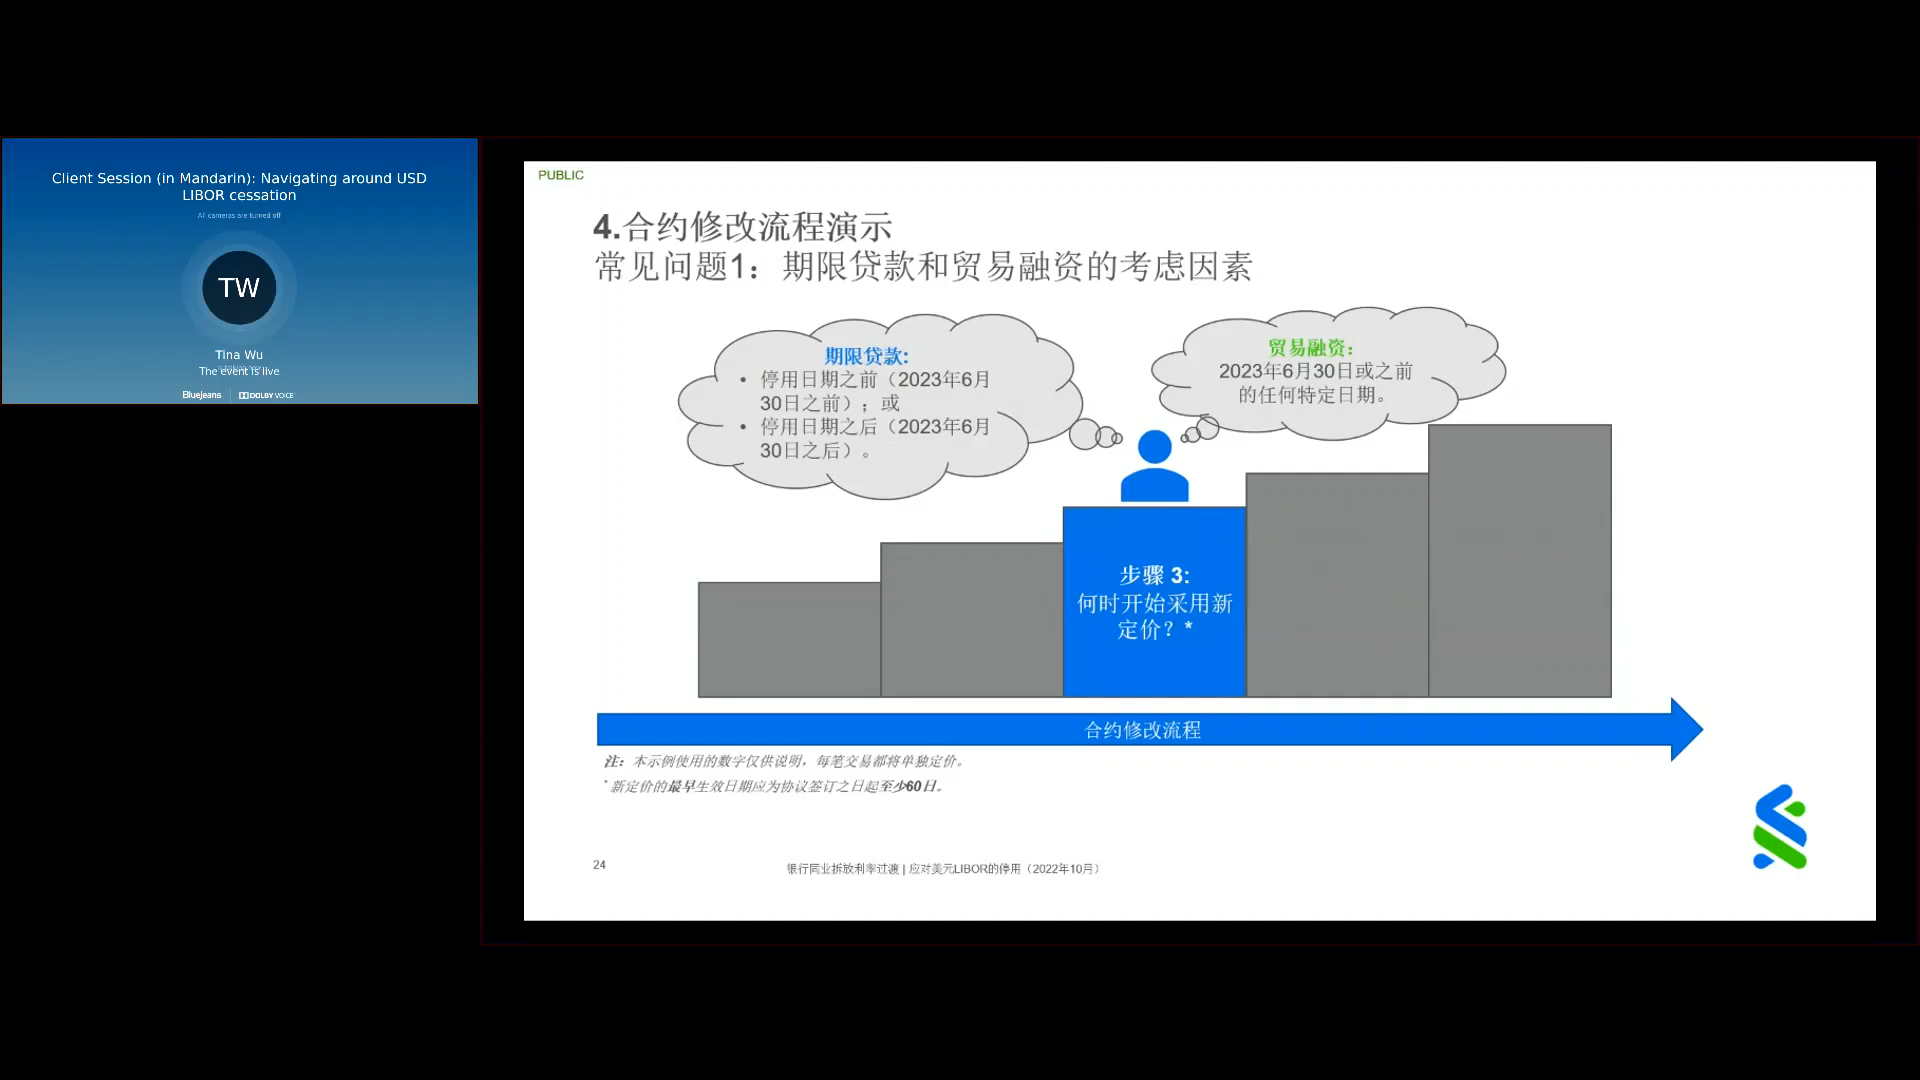 Client Session (in Mandarin): Navigating around USD
LIBOR cessation
All cameras are turned off
TW
Tina Wu
The event is live
BlueJeans
DOLBY VOICE
PUBLIC
4.合约修改流程演示
常见问题1：期限贷款和贸易融资的考虑因素
期限贷款:
• 停用日期之前（2023年6月
30日之前）；或
• 停用日期之后（2023年6月
30日之后）。
贸易融资:
2023年6月30日或之前
的任何特定日期。
步骤 3:
何时开始采用新
定价？*
合约修改流程
注：本示例使用的数字仅供说明，每笔交易都将单独定价。
* 新定价的最早生效日期应为协议签订之日起至少60日。
24
银行同业拆放利率过渡 | 应对美元LIBOR的停用（2022年10月）